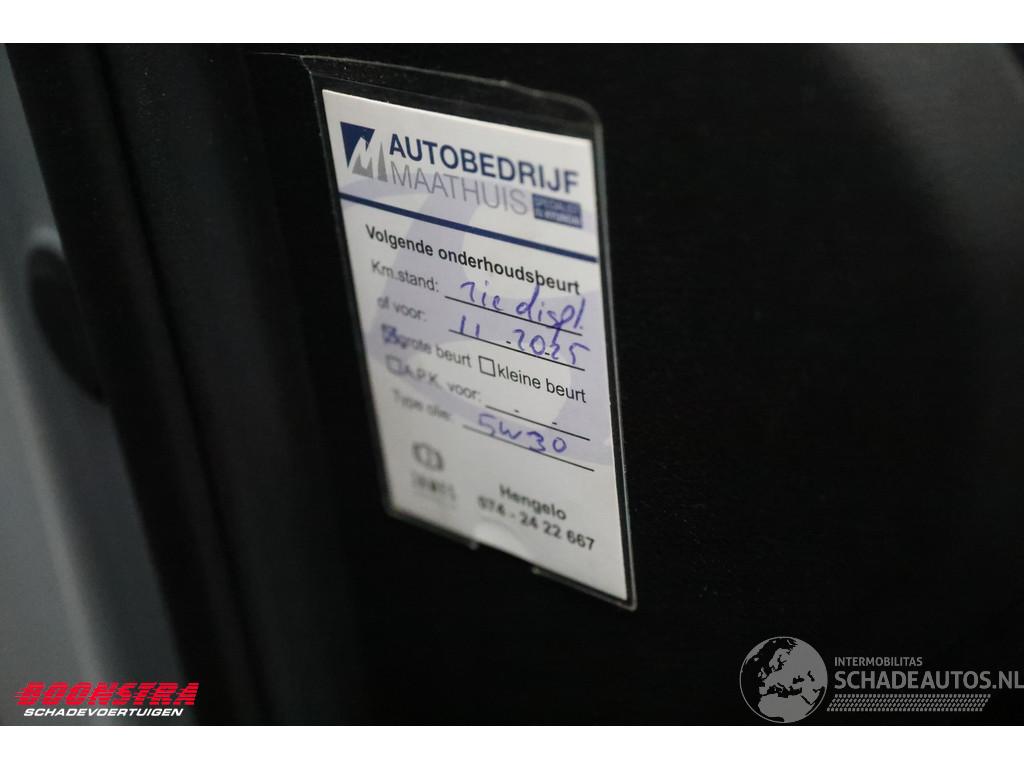 AUTOBEDRIJF
MAATHUIS
SPECIALIST
Volgende onderhoudsbeurt
Km.stand: zie displ.
of voor: 11 - 2025
grote beurt kleine beurt
A.P.K. voor: - -
Type olie: 5W30
Hengelo
074 - 24 22 667
BOONSTRA
SCHADEVOERTUIGEN
INTERMOBILITAS
SCHADEAUTOS.NL